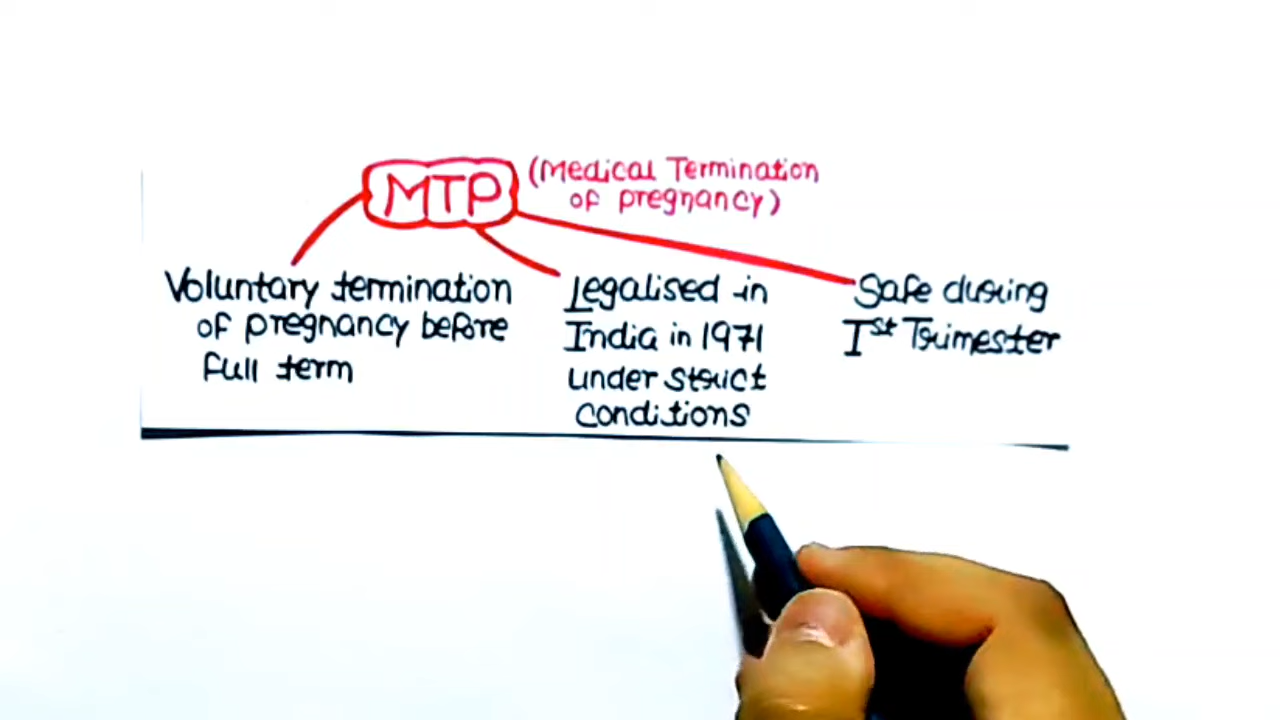 MTP
(Medical Termination
of pregnancy)
Voluntary termination
of pregnancy before
full term
Legalised in
India in 1971
under strict
conditions
Safe during
Ist Trimester